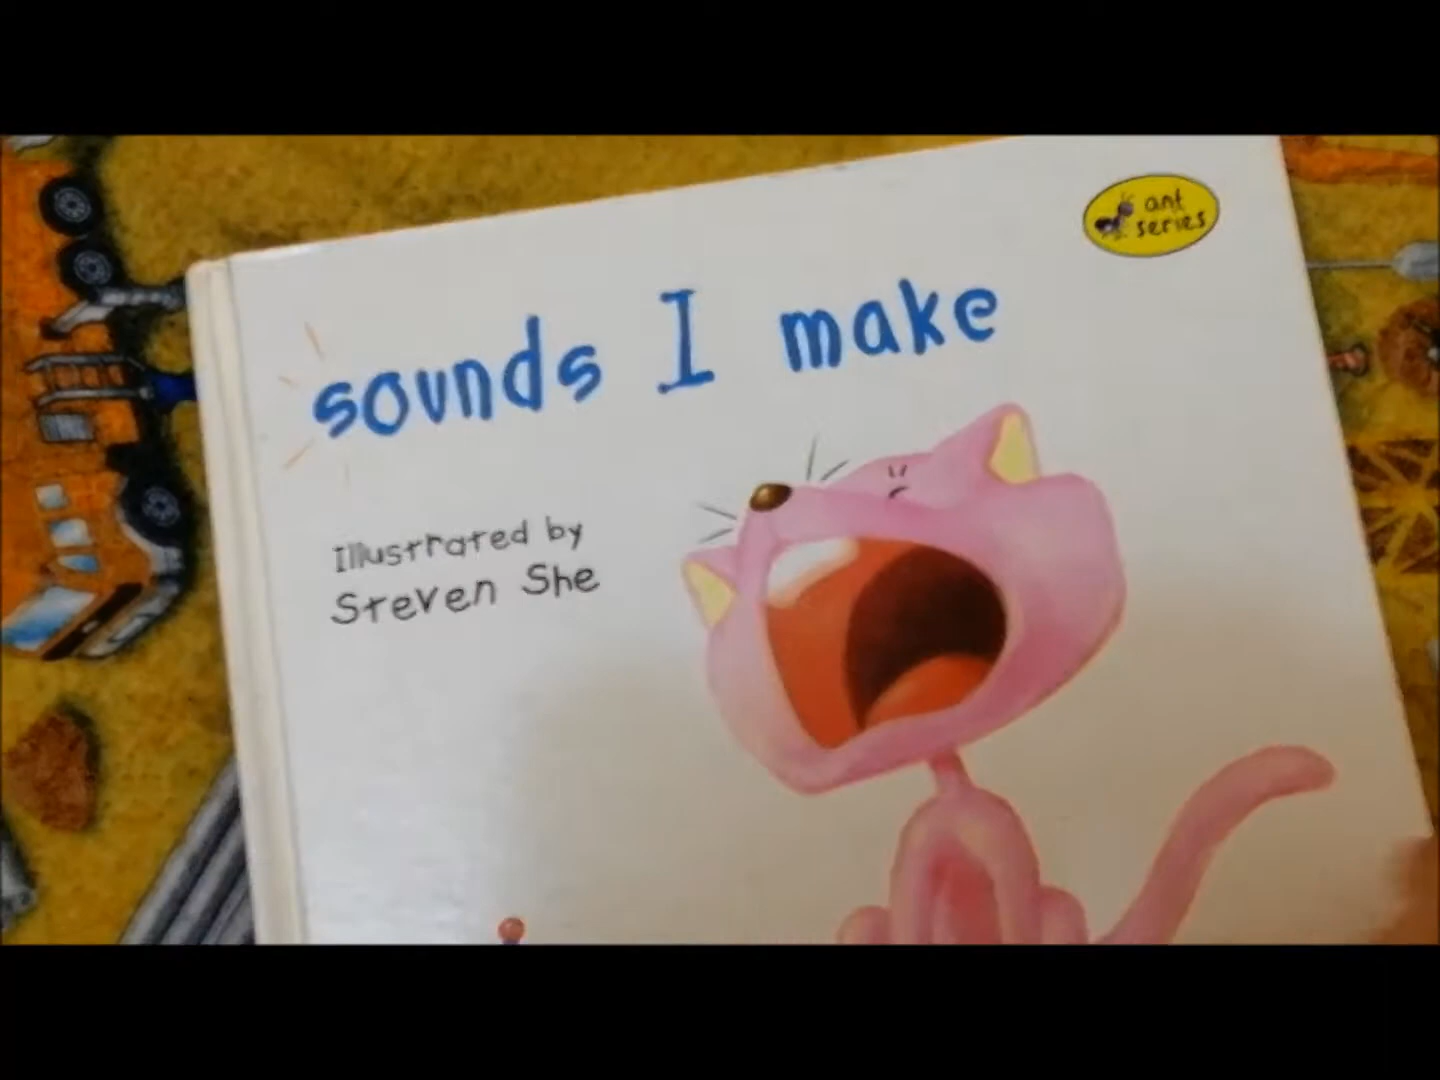 ant
series
sounds I make
Illustrated by
Steven She